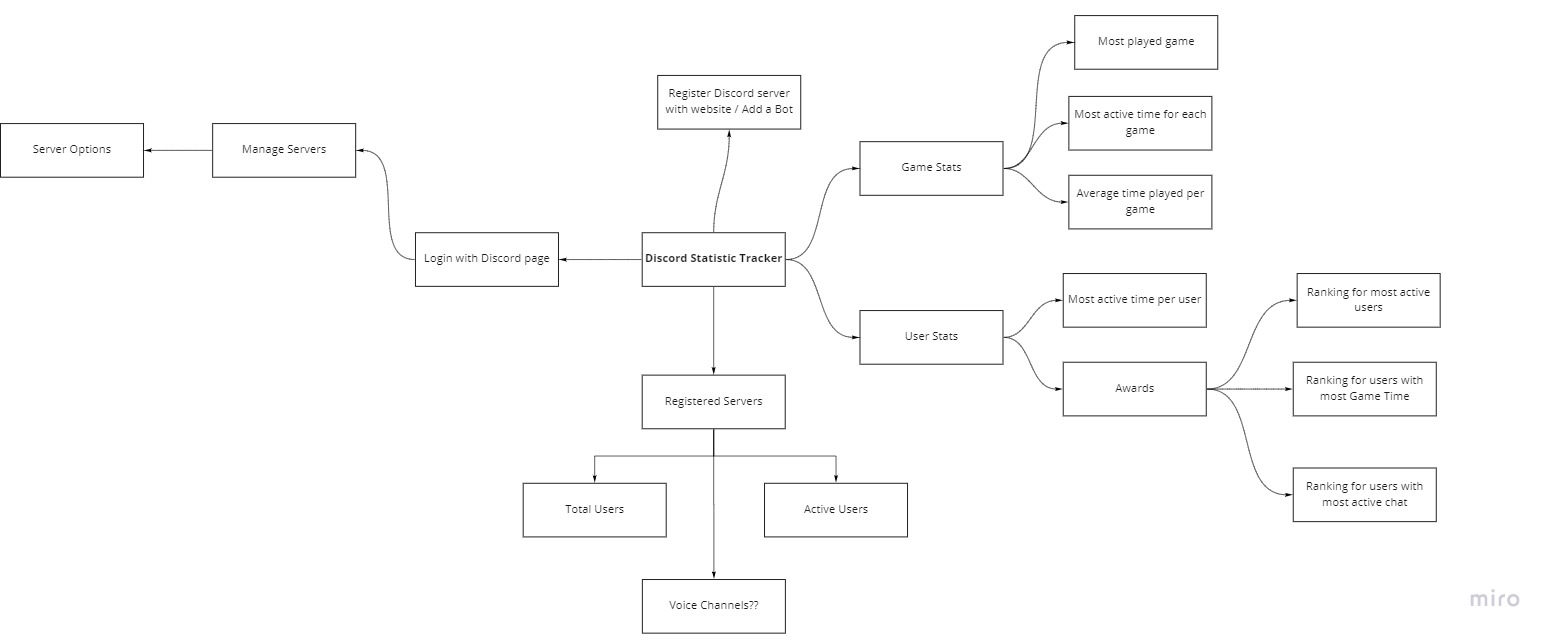 Most played game
Register Discord server
with website / Add a Bot
Most active time for each
game
Server Options
Manage Servers
Game Stats
Average time played per
game
Login with Discord page
Discord Statistic Tracker
Most active time per user
Ranking for most active
users
User Stats
Awards
Ranking for users with
most Game Time
Registered Servers
Ranking for users with
most active chat
Total Users
Active Users
Voice Channels??
miro